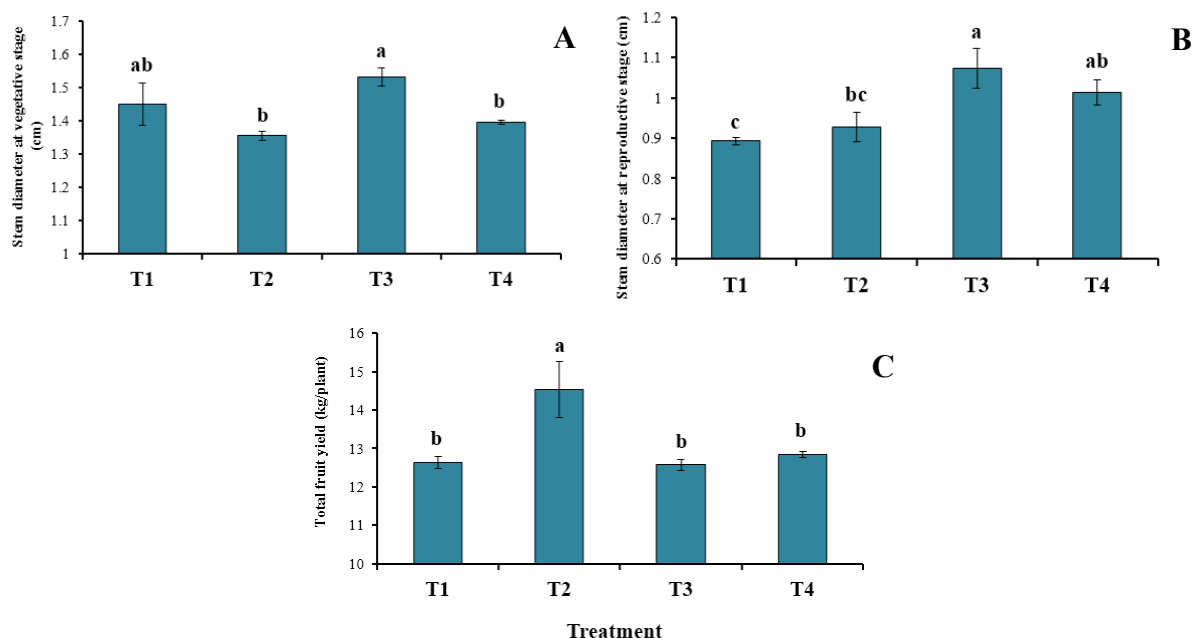 A
Stem diameter at vegetative stage
(cm)
1.7
1.6
1.5
1.4
1.3
1.2
1.1
1
ab
b
a
b
T1 T2 T3 T4
B
Stem diameter at reproductive stage (cm)
1.2
1.1
1
0.9
0.8
0.7
0.6
c
bc
a
ab
T1 T2 T3 T4
C
Total fruit yield (kg/plant)
16
15
14
13
12
11
10
b
a
b
b
T1 T2 T3 T4
Treatment